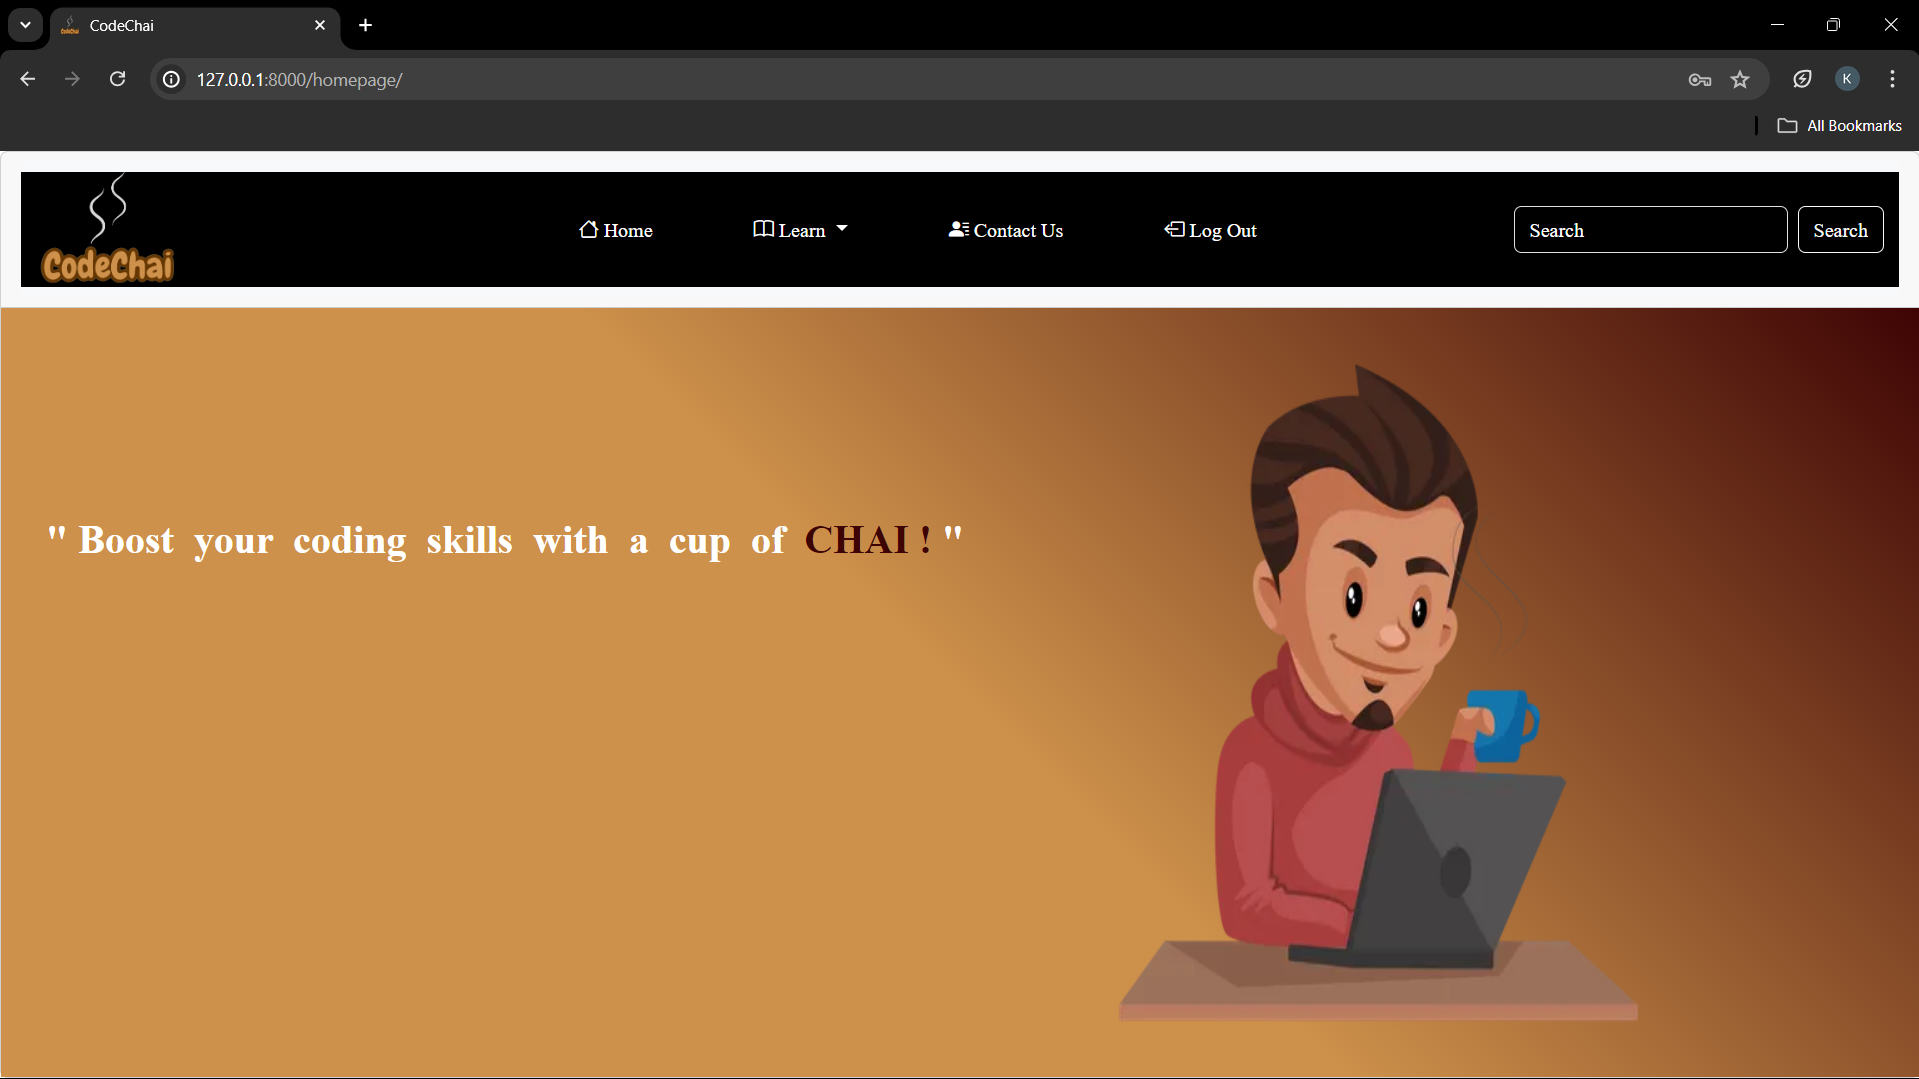 CodeChai
127.0.0.1:8000/homepage/
K
All Bookmarks
CodeChai
Home
Learn
Contact Us
Log Out
Search
Search
" Boost your coding skills with a cup of CHAI ! "